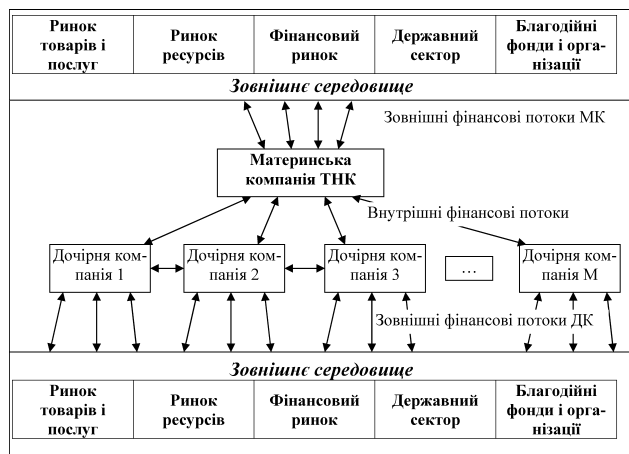 Ринок
товарів і
послуг
Ринок
ресурсів
Фінансовий
ринок
Державний
сектор
Благодійні
фонди і орга-
нізації
Зовнішнє середовище
Зовнішні фінансові потоки МК
Материнська
компанія ТНК
Внутрішні фінансові потоки
Дочірня ком-
панія 1
Дочірня ком-
панія 2
Дочірня ком-
панія 3
...
Дочірня ком-
панія М
Зовнішні фінансові потоки ДК
Зовнішнє середовище
Ринок
товарів і
послуг
Ринок
ресурсів
Фінансовий
ринок
Державний
сектор
Благодійні
фонди і орга-
нізації